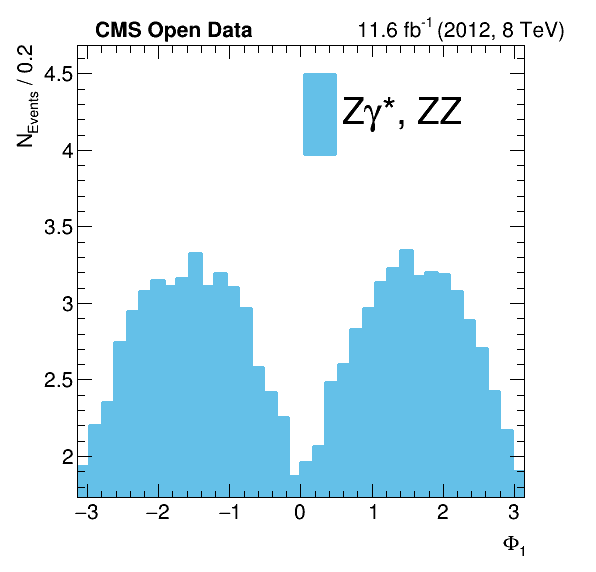 CMS Open Data
11.6 fb⁻¹ (2012, 8 TeV)
N_Events / 0.2
4.5
4
3.5
3
2.5
2
Zγ*, ZZ
−3 −2 −1 0 1 2 3
Φ₁